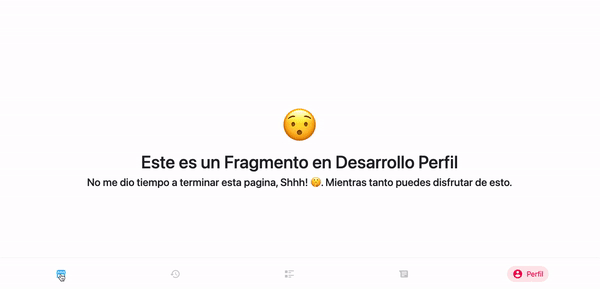 Este es un Fragmento en Desarrollo Perfil
No me dio tiempo a terminar esta pagina, Shhh! 🤫. Mientras tanto puedes disfrutar de esto.
Perfil